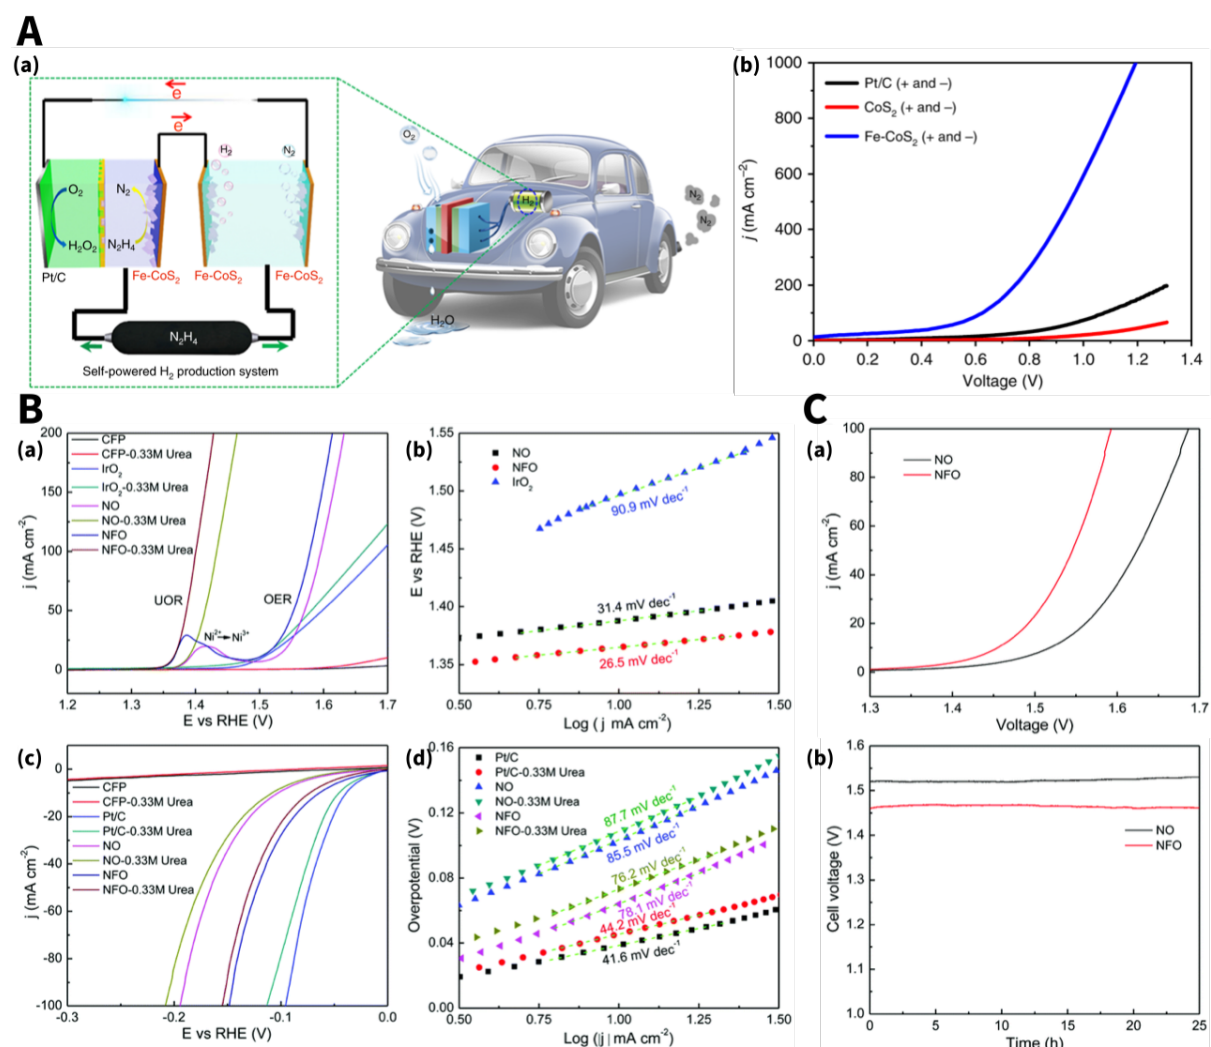 A
(a)
e
e
H₂
N₂
O₂
H₂O₂
N₂
N₂H₄
Pt/C
Fe-CoS₂
Fe-CoS₂
Fe-CoS₂
N₂H₄
Self-powered H₂ production system
O₂
H₂
N₂
N₂
H₂O
(b)
1000
800
600
400
200
0
j (mA cm⁻²)
Pt/C (+ and –)
CoS₂ (+ and –)
Fe-CoS₂ (+ and –)
0.0 0.2 0.4 0.6 0.8 1.0 1.2 1.4
Voltage (V)
B
(a)
200
150
100
50
0
j (mA cm⁻²)
CFP
CFP-0.33M Urea
IrO₂
IrO₂-0.33M Urea
NO
NO-0.33M Urea
NFO
NFO-0.33M Urea
UOR
OER
Ni²⁺→Ni³⁺
1.2 1.3 1.4 1.5 1.6 1.7
E vs RHE (V)
(b)
1.55
1.50
1.45
1.40
1.35
E vs RHE (V)
NO
NFO
IrO₂
90.9 mV dec⁻¹
31.4 mV dec⁻¹
26.5 mV dec⁻¹
0.50 0.75 1.00 1.25 1.50
Log (j mA cm⁻²)
(c)
0
-20
-40
-60
-80
-100
j (mA cm⁻²)
CFP
CFP-0.33M Urea
Pt/C
Pt/C-0.33M Urea
NO
NO-0.33M Urea
NFO
NFO-0.33M Urea
-0.3 -0.2 -0.1 0.0
E vs RHE (V)
(d)
0.16
0.12
0.08
0.04
0.00
Overpotential (V)
Pt/C
Pt/C-0.33M Urea
NO
NO-0.33M Urea
NFO
NFO-0.33M Urea
87.7 mV dec⁻¹
85.5 mV dec⁻¹
76.2 mV dec⁻¹
78.1 mV dec⁻¹
44.2 mV dec⁻¹
41.6 mV dec⁻¹
0.50 0.75 1.00 1.25 1.50
Log (|j| mA cm⁻²)
C
(a)
100
80
60
40
20
0
j (mA cm⁻²)
NO
NFO
1.3 1.4 1.5 1.6 1.7
Voltage (V)
(b)
1.6
1.5
1.4
1.3
1.2
1.1
1.0
Cell voltage (V)
NO
NFO
0 5 10 15 20 25
Time (h)